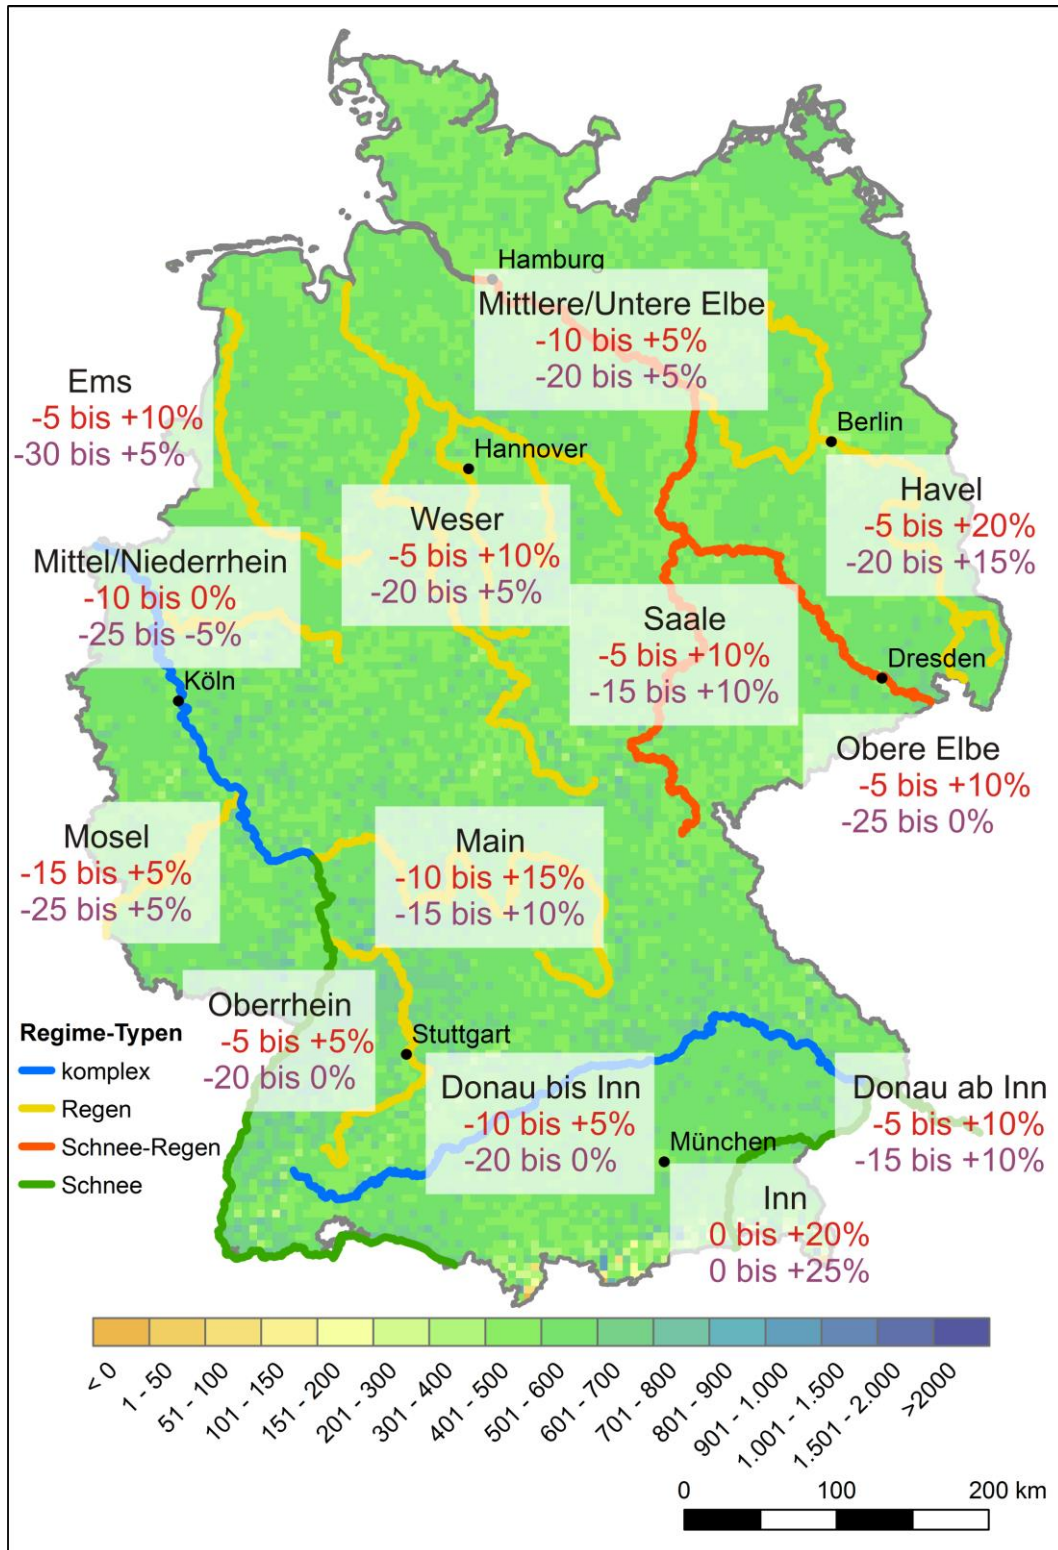 Hamburg
Mittlere/Untere Elbe
-10 bis +5%
-20 bis +5%
Ems
-5 bis +10%
-30 bis +5%
Berlin
Hannover
Havel
-5 bis +20%
-20 bis +15%
Weser
-5 bis +10%
-20 bis +5%
Mittel/Niederrhein
-10 bis 0%
-25 bis -5%
Saale
-5 bis +10%
-15 bis +10%
Dresden
Köln
Obere Elbe
-5 bis +10%
-25 bis 0%
Mosel
-15 bis +5%
-25 bis +5%
Main
-10 bis +15%
-15 bis +10%
Oberrhein
-5 bis +5%
-20 bis 0%
Stuttgart
Regime-Typen
komplex
Regen
Schnee-Regen
Schnee
Donau bis Inn
-10 bis +5%
-20 bis 0%
München
Donau ab Inn
-5 bis +10%
-15 bis +10%
Inn
0 bis +20%
0 bis +25%
< 0
1 - 50
51 - 100
101 - 150
151 - 200
201 - 300
301 - 400
401 - 500
501 - 600
601 - 700
701 - 800
801 - 900
901 - 1.000
1.001 - 1.500
1.501 - 2.000
>2000
0 100 200 km